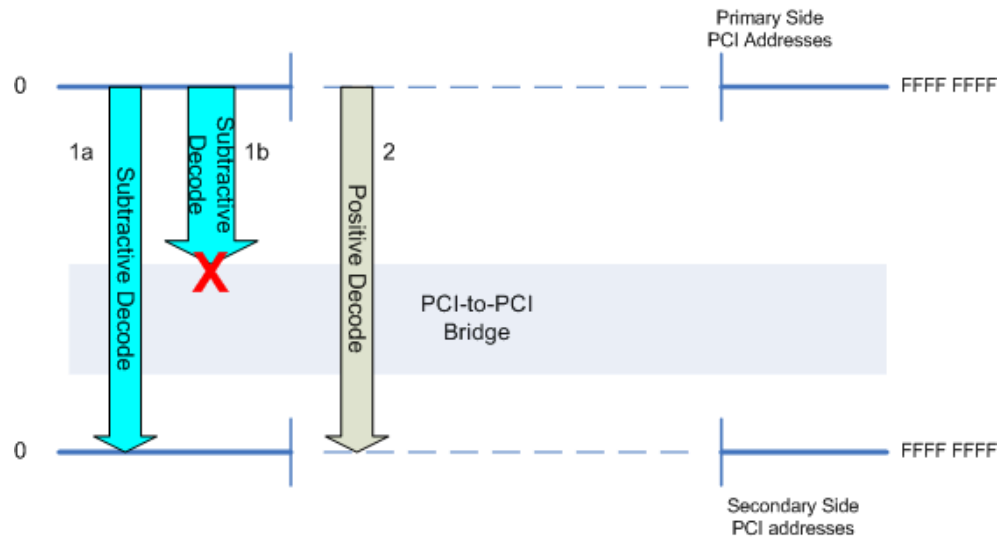 Primary Side
PCI Addresses
0
FFFF FFFF
1a
Subtractive Decode
Subtractive
Decode
1b
Positive Decode
2
X
PCI-to-PCI
Bridge
0
FFFF FFFF
Secondary Side
PCI addresses